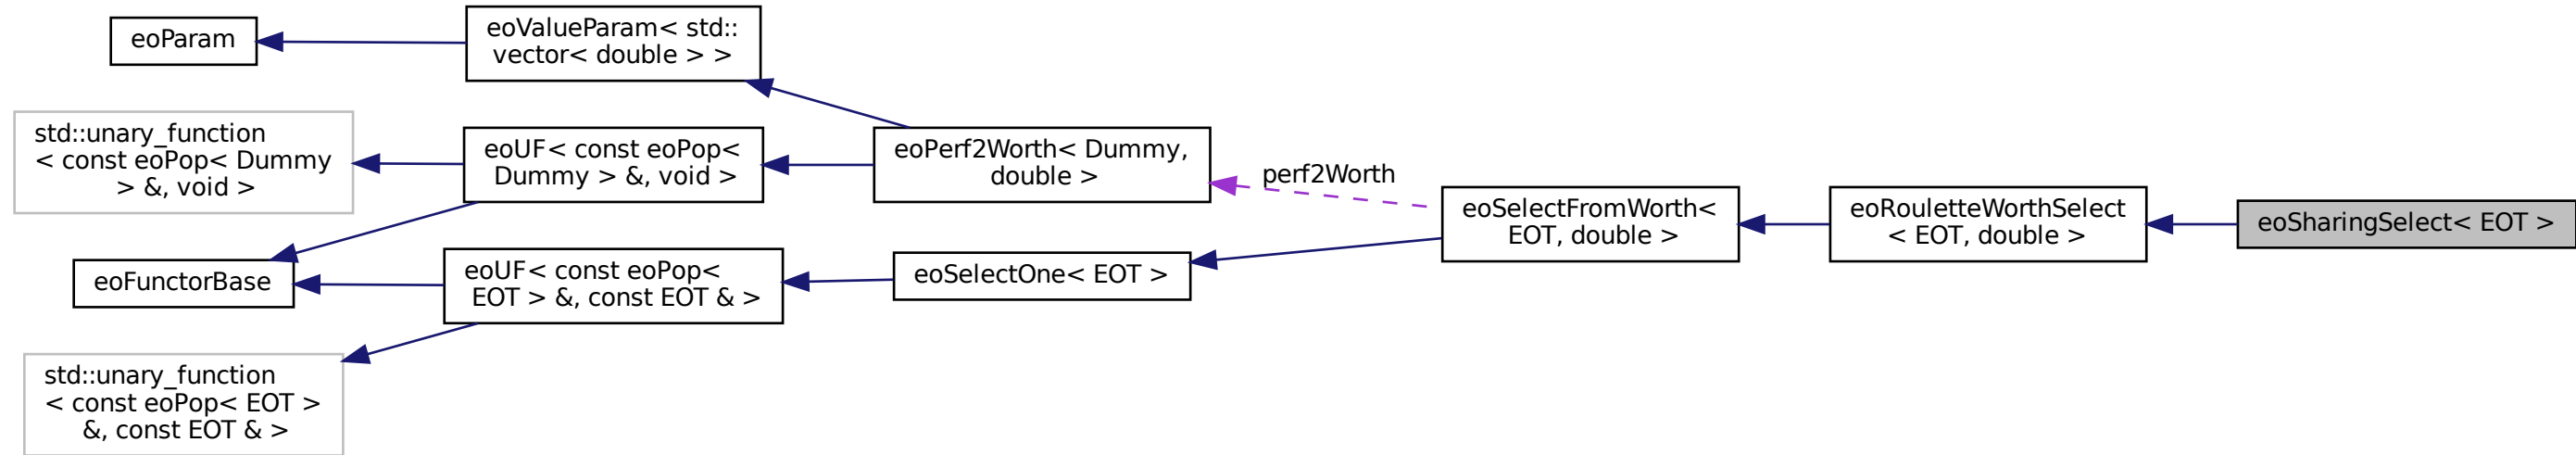 eoParam
eoValueParam< std::
vector< double > >
std::unary_function
< const eoPop< Dummy
> &, void >
eoUF< const eoPop<
Dummy > &, void >
eoPerf2Worth< Dummy,
double >
perf2Worth
eoSelectFromWorth<
EOT, double >
eoRouletteWorthSelect
< EOT, double >
eoSharingSelect< EOT >
eoFunctorBase
eoUF< const eoPop<
EOT > &, const EOT & >
eoSelectOne< EOT >
std::unary_function
< const eoPop< EOT >
&, const EOT & >